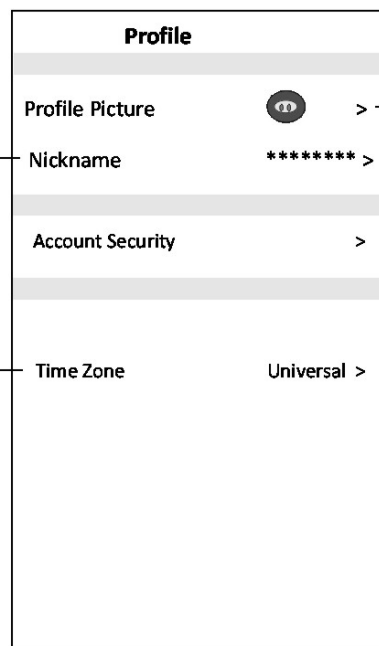 Profile
Profile Picture >
Nickname ******** >
Account Security >
Time Zone Universal >